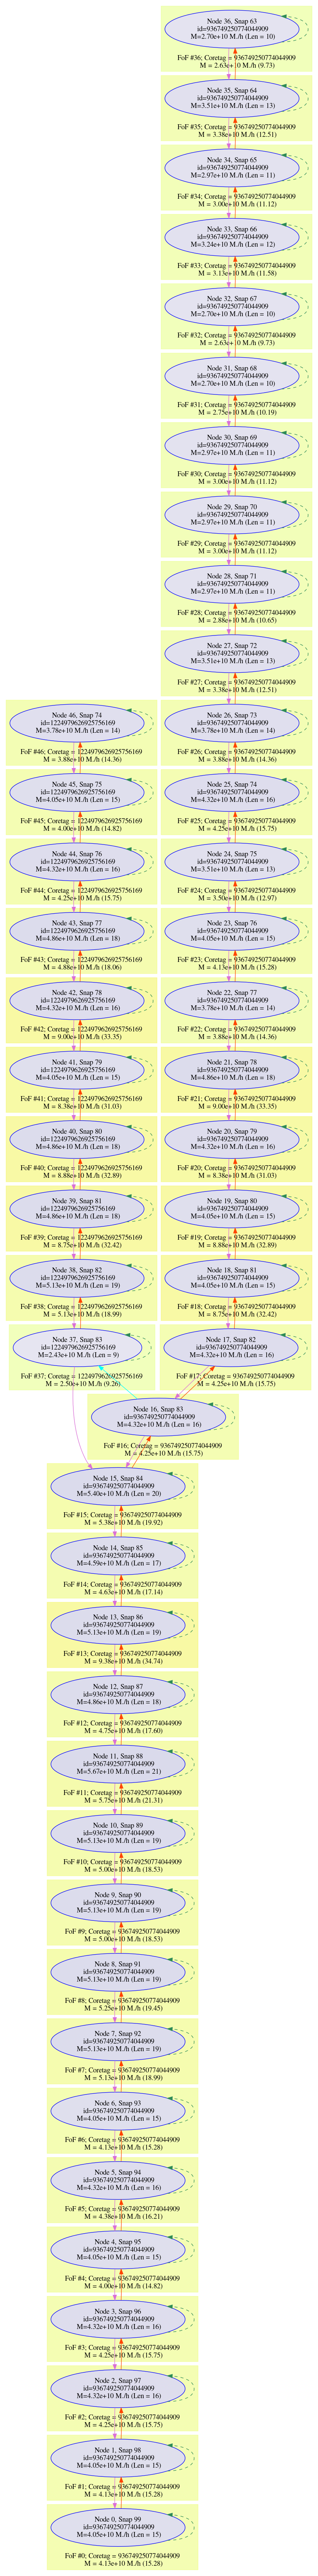 Node 36, Snap 63
id=936749250774044909
M=2.70e+10 M./h (Len = 10)
FoF #36; Coretag = 936749250774044909
M = 2.63e+10 M./h (9.73)
Node 35, Snap 64
id=936749250774044909
M=3.51e+10 M./h (Len = 13)
FoF #35; Coretag = 936749250774044909
M = 3.38e+10 M./h (12.51)
Node 34, Snap 65
id=936749250774044909
M=2.97e+10 M./h (Len = 11)
FoF #34; Coretag = 936749250774044909
M = 3.00e+10 M./h (11.12)
Node 33, Snap 66
id=936749250774044909
M=3.24e+10 M./h (Len = 12)
FoF #33; Coretag = 936749250774044909
M = 3.13e+10 M./h (11.58)
Node 32, Snap 67
id=936749250774044909
M=2.70e+10 M./h (Len = 10)
FoF #32; Coretag = 936749250774044909
M = 2.63e+10 M./h (9.73)
Node 31, Snap 68
id=936749250774044909
M=2.70e+10 M./h (Len = 10)
FoF #31; Coretag = 936749250774044909
M = 2.75e+10 M./h (10.19)
Node 30, Snap 69
id=936749250774044909
M=2.97e+10 M./h (Len = 11)
FoF #30; Coretag = 936749250774044909
M = 3.00e+10 M./h (11.12)
Node 29, Snap 70
id=936749250774044909
M=2.97e+10 M./h (Len = 11)
FoF #29; Coretag = 936749250774044909
M = 3.00e+10 M./h (11.12)
Node 28, Snap 71
id=936749250774044909
M=2.97e+10 M./h (Len = 11)
FoF #28; Coretag = 936749250774044909
M = 2.88e+10 M./h (10.65)
Node 27, Snap 72
id=936749250774044909
M=3.51e+10 M./h (Len = 13)
FoF #27; Coretag = 936749250774044909
M = 3.38e+10 M./h (12.51)
Node 46, Snap 74
id=1224979626925756169
M=3.78e+10 M./h (Len = 14)
FoF #46; Coretag = 1224979626925756169
M = 3.88e+10 M./h (14.36)
Node 26, Snap 73
id=936749250774044909
M=3.78e+10 M./h (Len = 14)
FoF #26; Coretag = 936749250774044909
M = 3.88e+10 M./h (14.36)
Node 45, Snap 75
id=1224979626925756169
M=4.05e+10 M./h (Len = 15)
FoF #45; Coretag = 1224979626925756169
M = 4.00e+10 M./h (14.82)
Node 25, Snap 74
id=936749250774044909
M=4.32e+10 M./h (Len = 16)
FoF #25; Coretag = 936749250774044909
M = 4.25e+10 M./h (15.75)
Node 44, Snap 76
id=1224979626925756169
M=4.32e+10 M./h (Len = 16)
FoF #44; Coretag = 1224979626925756169
M = 4.25e+10 M./h (15.75)
Node 24, Snap 75
id=936749250774044909
M=3.51e+10 M./h (Len = 13)
FoF #24; Coretag = 936749250774044909
M = 3.50e+10 M./h (12.97)
Node 43, Snap 77
id=1224979626925756169
M=4.86e+10 M./h (Len = 18)
FoF #43; Coretag = 1224979626925756169
M = 4.88e+10 M./h (18.06)
Node 23, Snap 76
id=936749250774044909
M=4.05e+10 M./h (Len = 15)
FoF #23; Coretag = 936749250774044909
M = 4.13e+10 M./h (15.28)
Node 42, Snap 78
id=1224979626925756169
M=4.32e+10 M./h (Len = 16)
FoF #42; Coretag = 1224979626925756169
M = 9.00e+10 M./h (33.35)
Node 22, Snap 77
id=936749250774044909
M=3.78e+10 M./h (Len = 14)
FoF #22; Coretag = 936749250774044909
M = 3.88e+10 M./h (14.36)
Node 41, Snap 79
id=1224979626925756169
M=4.05e+10 M./h (Len = 15)
FoF #41; Coretag = 1224979626925756169
M = 8.38e+10 M./h (31.03)
Node 21, Snap 78
id=936749250774044909
M=4.86e+10 M./h (Len = 18)
FoF #21; Coretag = 936749250774044909
M = 9.00e+10 M./h (33.35)
Node 40, Snap 80
id=1224979626925756169
M=4.86e+10 M./h (Len = 18)
FoF #40; Coretag = 1224979626925756169
M = 8.88e+10 M./h (32.89)
Node 20, Snap 79
id=936749250774044909
M=4.32e+10 M./h (Len = 16)
FoF #20; Coretag = 936749250774044909
M = 8.38e+10 M./h (31.03)
Node 39, Snap 81
id=1224979626925756169
M=4.86e+10 M./h (Len = 18)
FoF #39; Coretag = 1224979626925756169
M = 8.75e+10 M./h (32.42)
Node 19, Snap 80
id=936749250774044909
M=4.05e+10 M./h (Len = 15)
FoF #19; Coretag = 936749250774044909
M = 8.88e+10 M./h (32.89)
Node 38, Snap 82
id=1224979626925756169
M=5.13e+10 M./h (Len = 19)
FoF #38; Coretag = 1224979626925756169
M = 5.13e+10 M./h (18.99)
Node 18, Snap 81
id=936749250774044909
M=4.05e+10 M./h (Len = 15)
FoF #18; Coretag = 936749250774044909
M = 8.75e+10 M./h (32.42)
Node 37, Snap 83
id=1224979626925756169
M=2.43e+10 M./h (Len = 9)
FoF #37; Coretag = 1224979626925756169
M = 2.50e+10 M./h (9.26)
Node 17, Snap 82
id=936749250774044909
M=4.32e+10 M./h (Len = 16)
FoF #17; Coretag = 936749250774044909
M = 4.25e+10 M./h (15.75)
Node 16, Snap 83
id=936749250774044909
M=4.32e+10 M./h (Len = 16)
FoF #16; Coretag = 936749250774044909
M = 4.25e+10 M./h (15.75)
Node 15, Snap 84
id=936749250774044909
M=5.40e+10 M./h (Len = 20)
FoF #15; Coretag = 936749250774044909
M = 5.38e+10 M./h (19.92)
Node 14, Snap 85
id=936749250774044909
M=4.59e+10 M./h (Len = 17)
FoF #14; Coretag = 936749250774044909
M = 4.63e+10 M./h (17.14)
Node 13, Snap 86
id=936749250774044909
M=5.13e+10 M./h (Len = 19)
FoF #13; Coretag = 936749250774044909
M = 9.38e+10 M./h (34.74)
Node 12, Snap 87
id=936749250774044909
M=4.86e+10 M./h (Len = 18)
FoF #12; Coretag = 936749250774044909
M = 4.75e+10 M./h (17.60)
Node 11, Snap 88
id=936749250774044909
M=5.67e+10 M./h (Len = 21)
FoF #11; Coretag = 936749250774044909
M = 5.75e+10 M./h (21.31)
Node 10, Snap 89
id=936749250774044909
M=5.13e+10 M./h (Len = 19)
FoF #10; Coretag = 936749250774044909
M = 5.00e+10 M./h (18.53)
Node 9, Snap 90
id=936749250774044909
M=5.13e+10 M./h (Len = 19)
FoF #9; Coretag = 936749250774044909
M = 5.00e+10 M./h (18.53)
Node 8, Snap 91
id=936749250774044909
M=5.13e+10 M./h (Len = 19)
FoF #8; Coretag = 936749250774044909
M = 5.25e+10 M./h (19.45)
Node 7, Snap 92
id=936749250774044909
M=5.13e+10 M./h (Len = 19)
FoF #7; Coretag = 936749250774044909
M = 5.13e+10 M./h (18.99)
Node 6, Snap 93
id=936749250774044909
M=4.05e+10 M./h (Len = 15)
FoF #6; Coretag = 936749250774044909
M = 4.13e+10 M./h (15.28)
Node 5, Snap 94
id=936749250774044909
M=4.32e+10 M./h (Len = 16)
FoF #5; Coretag = 936749250774044909
M = 4.38e+10 M./h (16.21)
Node 4, Snap 95
id=936749250774044909
M=4.05e+10 M./h (Len = 15)
FoF #4; Coretag = 936749250774044909
M = 4.00e+10 M./h (14.82)
Node 3, Snap 96
id=936749250774044909
M=4.32e+10 M./h (Len = 16)
FoF #3; Coretag = 936749250774044909
M = 4.25e+10 M./h (15.75)
Node 2, Snap 97
id=936749250774044909
M=4.32e+10 M./h (Len = 16)
FoF #2; Coretag = 936749250774044909
M = 4.25e+10 M./h (15.75)
Node 1, Snap 98
id=936749250774044909
M=4.05e+10 M./h (Len = 15)
FoF #1; Coretag = 936749250774044909
M = 4.13e+10 M./h (15.28)
Node 0, Snap 99
id=936749250774044909
M=4.05e+10 M./h (Len = 15)
FoF #0; Coretag = 936749250774044909
M = 4.13e+10 M./h (15.28)